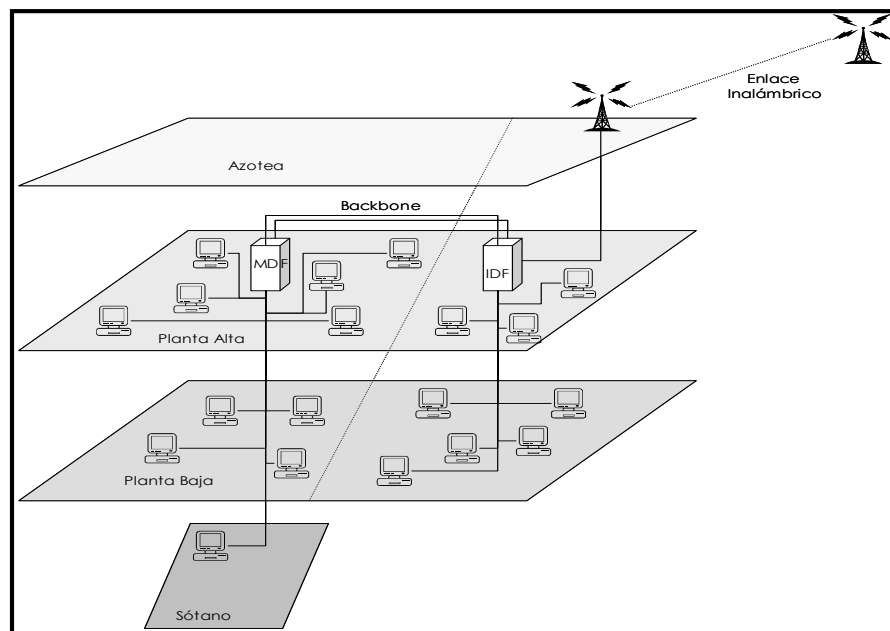 Enlace
Inalámbrico
Azotea
Backbone
MDF
IDF
Planta Alta
Planta Baja
Sótano